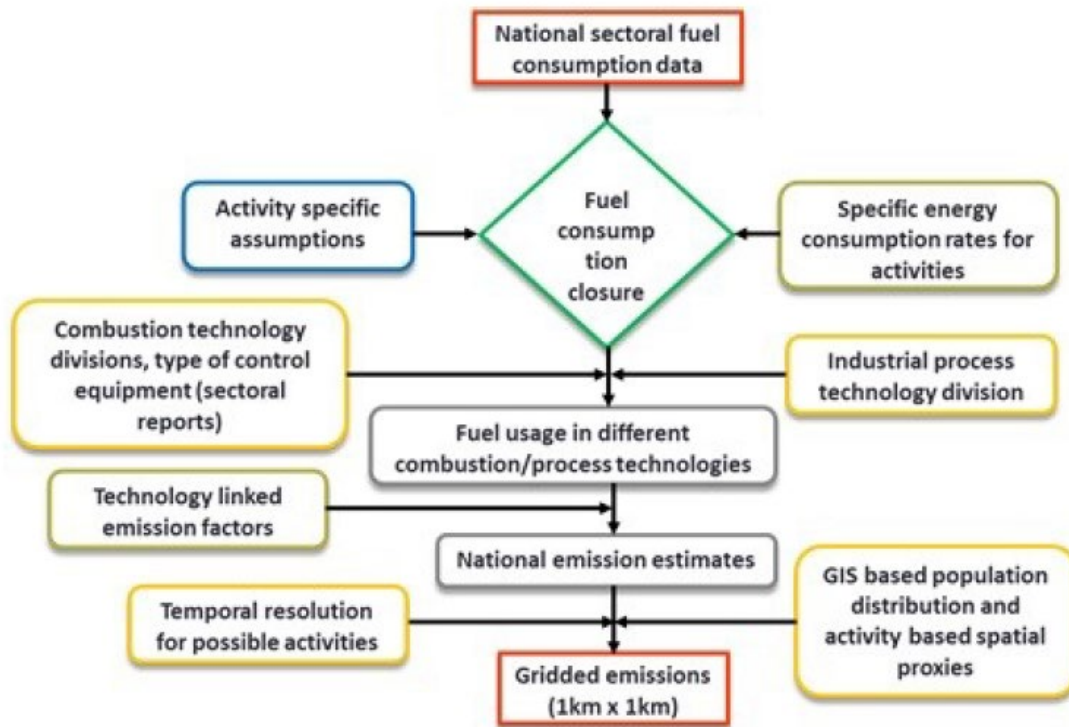 National sectoral fuel
consumption data
Activity specific
assumptions
Fuel
consump
tion
closure
Specific energy
consumption rates for
activities
Combustion technology
divisions, type of control
equipment (sectoral
reports)
Industrial process
technology division
Fuel usage in different
combustion/process technologies
Technology linked
emission factors
National emission estimates
GIS based population
distribution and
activity based spatial
proxies
Temporal resolution
for possible activities
Gridded emissions
(1km x 1km)